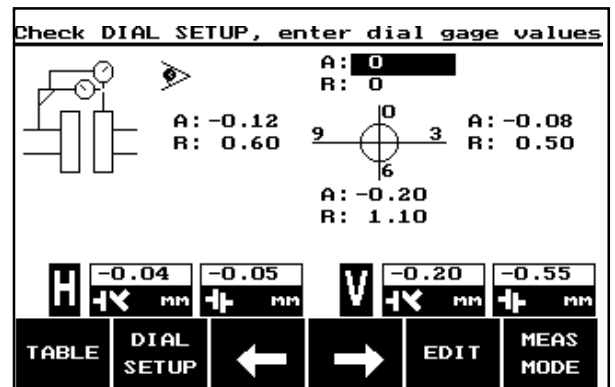 Check DIAL SETUP, enter dial gage values
A: 0
R: 0
A:-0.12
R: 0.60
0
9
3
6
A:-0.08
R: 0.50
A:-0.20
R: 1.10
H
-0.04
mm
-0.05
mm
V
-0.20
mm
-0.55
mm
TABLE
DIAL
SETUP
EDIT
MEAS
MODE